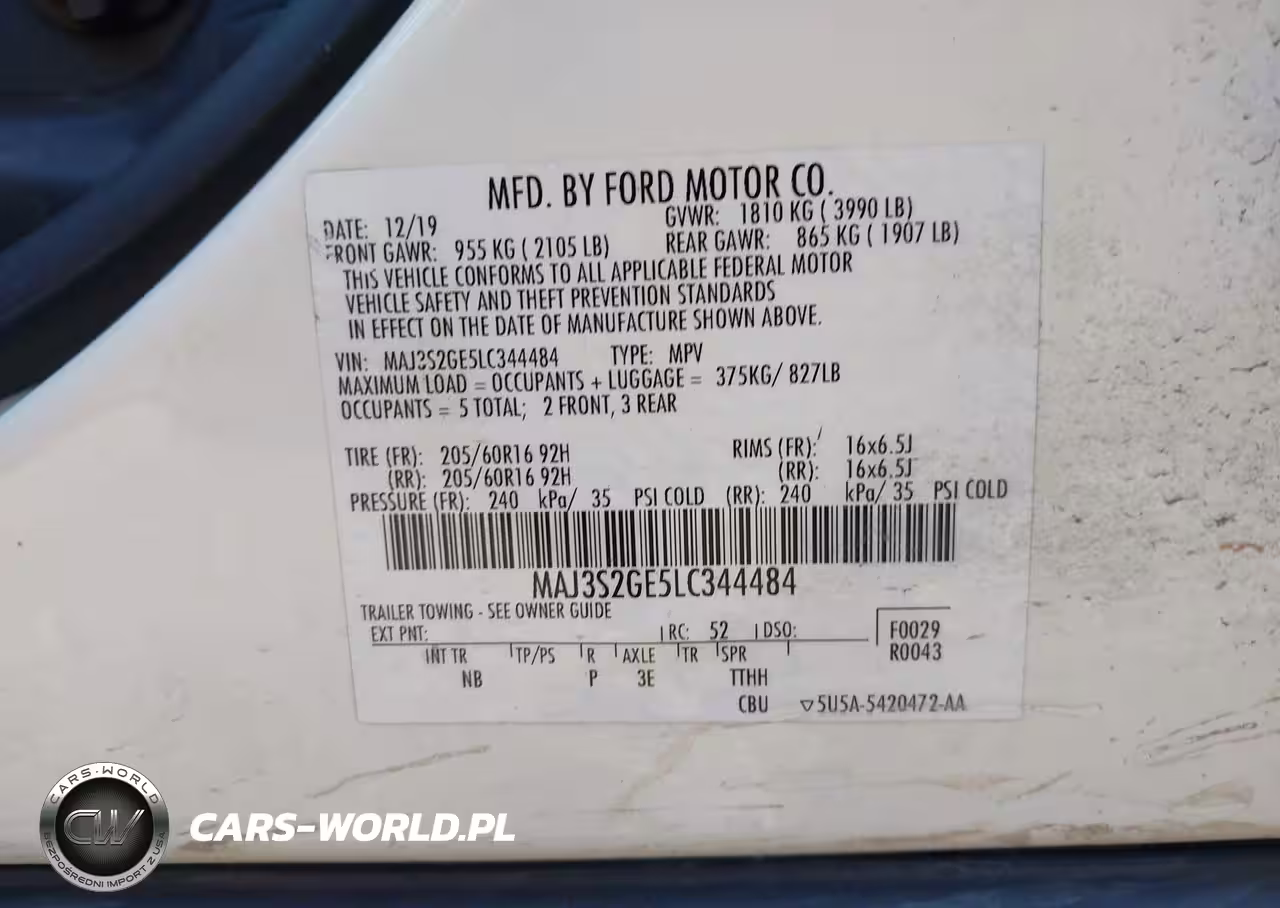 MFD. BY FORD MOTOR CO.
DATE: 12/19 GVWR: 1810 KG ( 3990 LB)
FRONT GAWR: 955 KG ( 2105 LB) REAR GAWR: 865 KG ( 1907 LB)
THIS VEHICLE CONFORMS TO ALL APPLICABLE FEDERAL MOTOR
VEHICLE SAFETY AND THEFT PREVENTION STANDARDS
IN EFFECT ON THE DATE OF MANUFACTURE SHOWN ABOVE.
VIN: MAJ3S2GE5LC344484 TYPE: MPV
MAXIMUM LOAD = OCCUPANTS + LUGGAGE = 375KG/ 827LB
OCCUPANTS = 5 TOTAL; 2 FRONT, 3 REAR
TIRE (FR): 205/60R16 92H RIMS (FR): 16x6.5J
(RR): 205/60R16 92H (RR): 16x6.5J
PRESSURE (FR): 240 kPa/ 35 PSI COLD (RR): 240 kPa/ 35 PSI COLD
MAJ3S2GE5LC344484
TRAILER TOWING - SEE OWNER GUIDE
EXT PNT: RC: 52 DSO: F0029
R0043
INT TR TP/PS R AXLE TR SPR
NB P 3E TTHH
CBU ▽5U5A-5420472-AA
CARS-WORLD
CW
BEZPOŚREDNI IMPORT Z USA
CARS-WORLD.PL